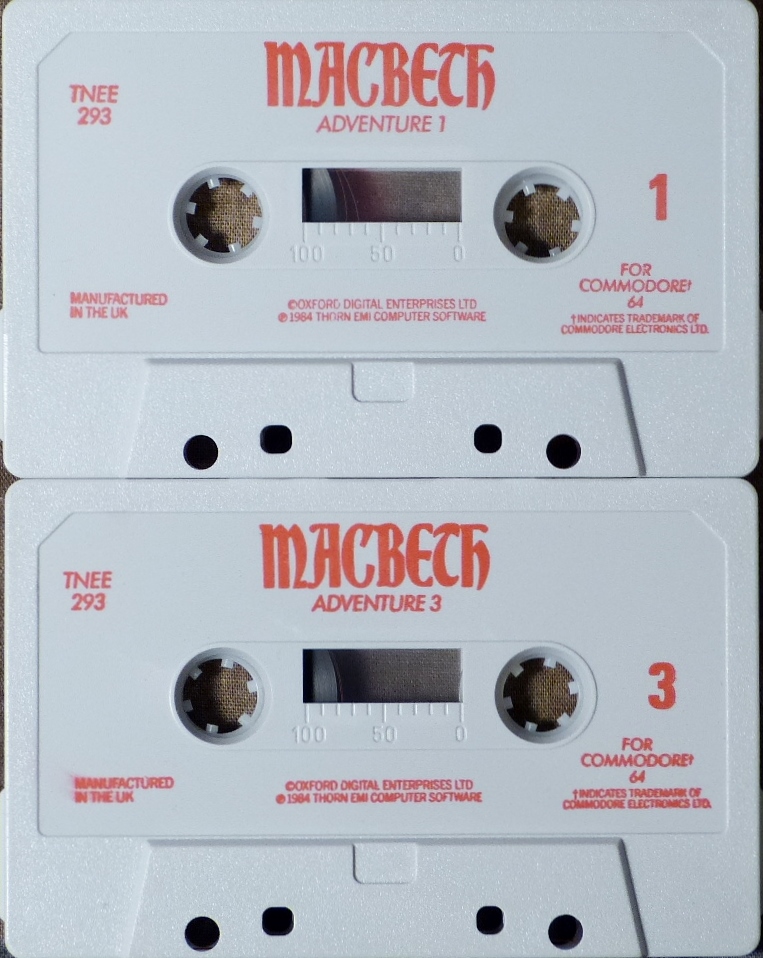 MACBETH
ADVENTURE 1
TNEE
293
1
100 50 0
FOR
COMMODORE†
64
MANUFACTURED
IN THE UK
©OXFORD DIGITAL ENTERPRISES LTD
℗1984 THORN EMI COMPUTER SOFTWARE
†INDICATES TRADEMARK OF
COMMODORE ELECTRONICS LTD.
MACBETH
ADVENTURE 3
TNEE
293
3
100 50 0
FOR
COMMODORE†
64
MANUFACTURED
IN THE UK
©OXFORD DIGITAL ENTERPRISES LTD
℗1984 THORN EMI COMPUTER SOFTWARE
†INDICATES TRADEMARK OF
COMMODORE ELECTRONICS LTD.